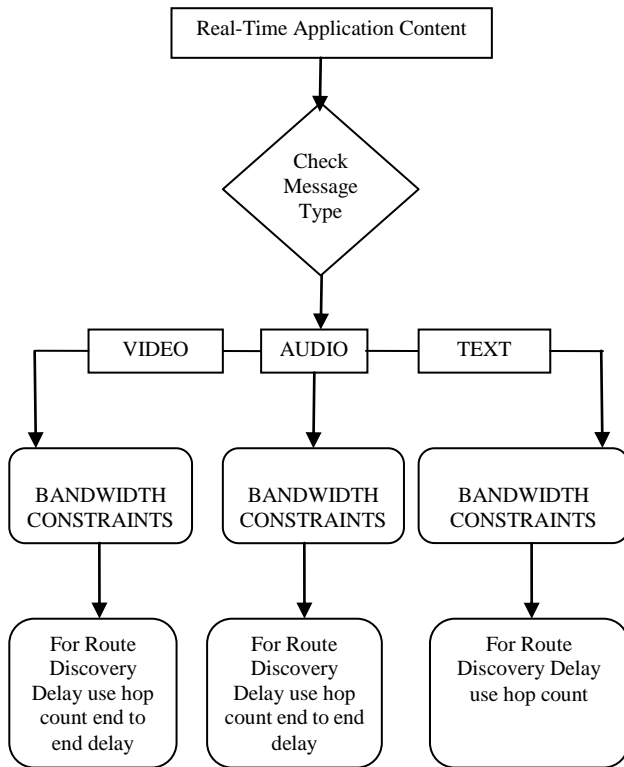 Real-Time Application Content
Check
Message
Type
VIDEO
AUDIO
TEXT
BANDWIDTH
CONSTRAINTS
BANDWIDTH
CONSTRAINTS
BANDWIDTH
CONSTRAINTS
For Route
Discovery
Delay use hop
count end to
end delay
For Route
Discovery
Delay use hop
count end to end
delay
For Route
Discovery Delay
use hop count